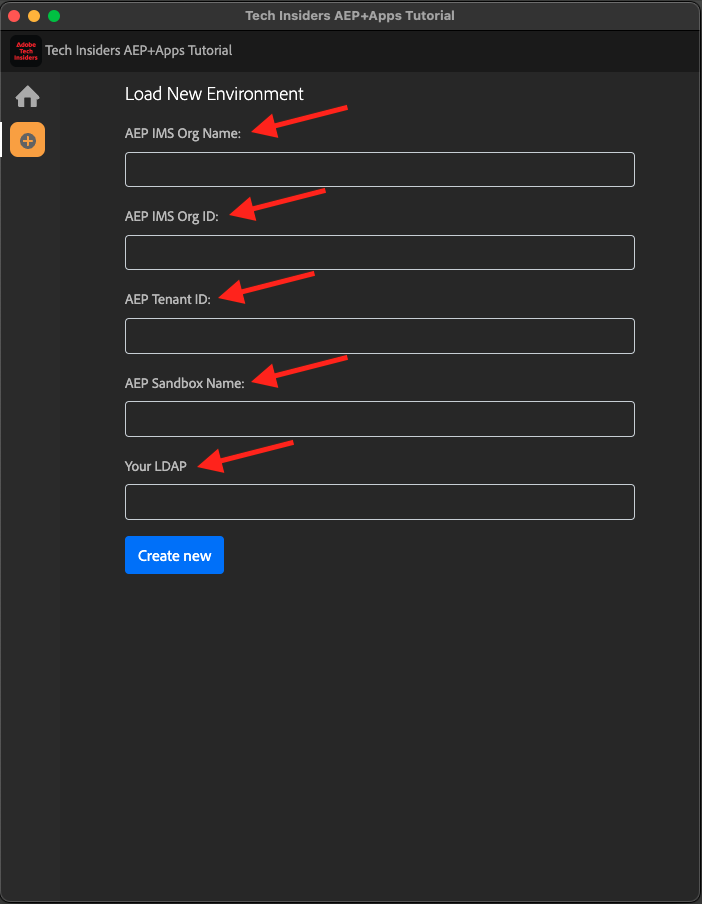 Tech Insiders AEP+Apps Tutorial
Adobe
Tech
Insiders
Tech Insiders AEP+Apps Tutorial
Load New Environment
AEP IMS Org Name:
AEP IMS Org ID:
AEP Tenant ID:
AEP Sandbox Name:
Your LDAP
Create new